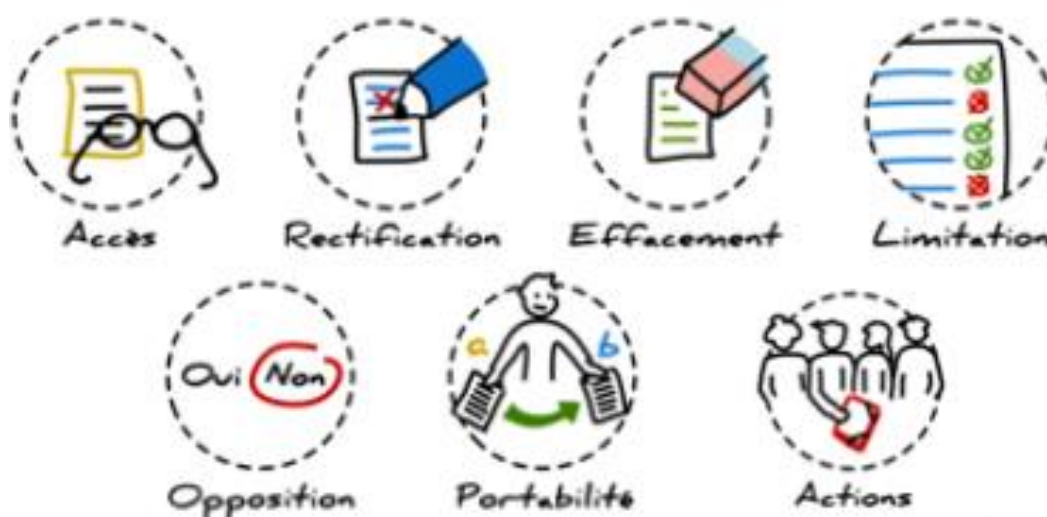 Accès Rectification Effacement Limitation
Oui Non
a b
Opposition Portabilité Actions